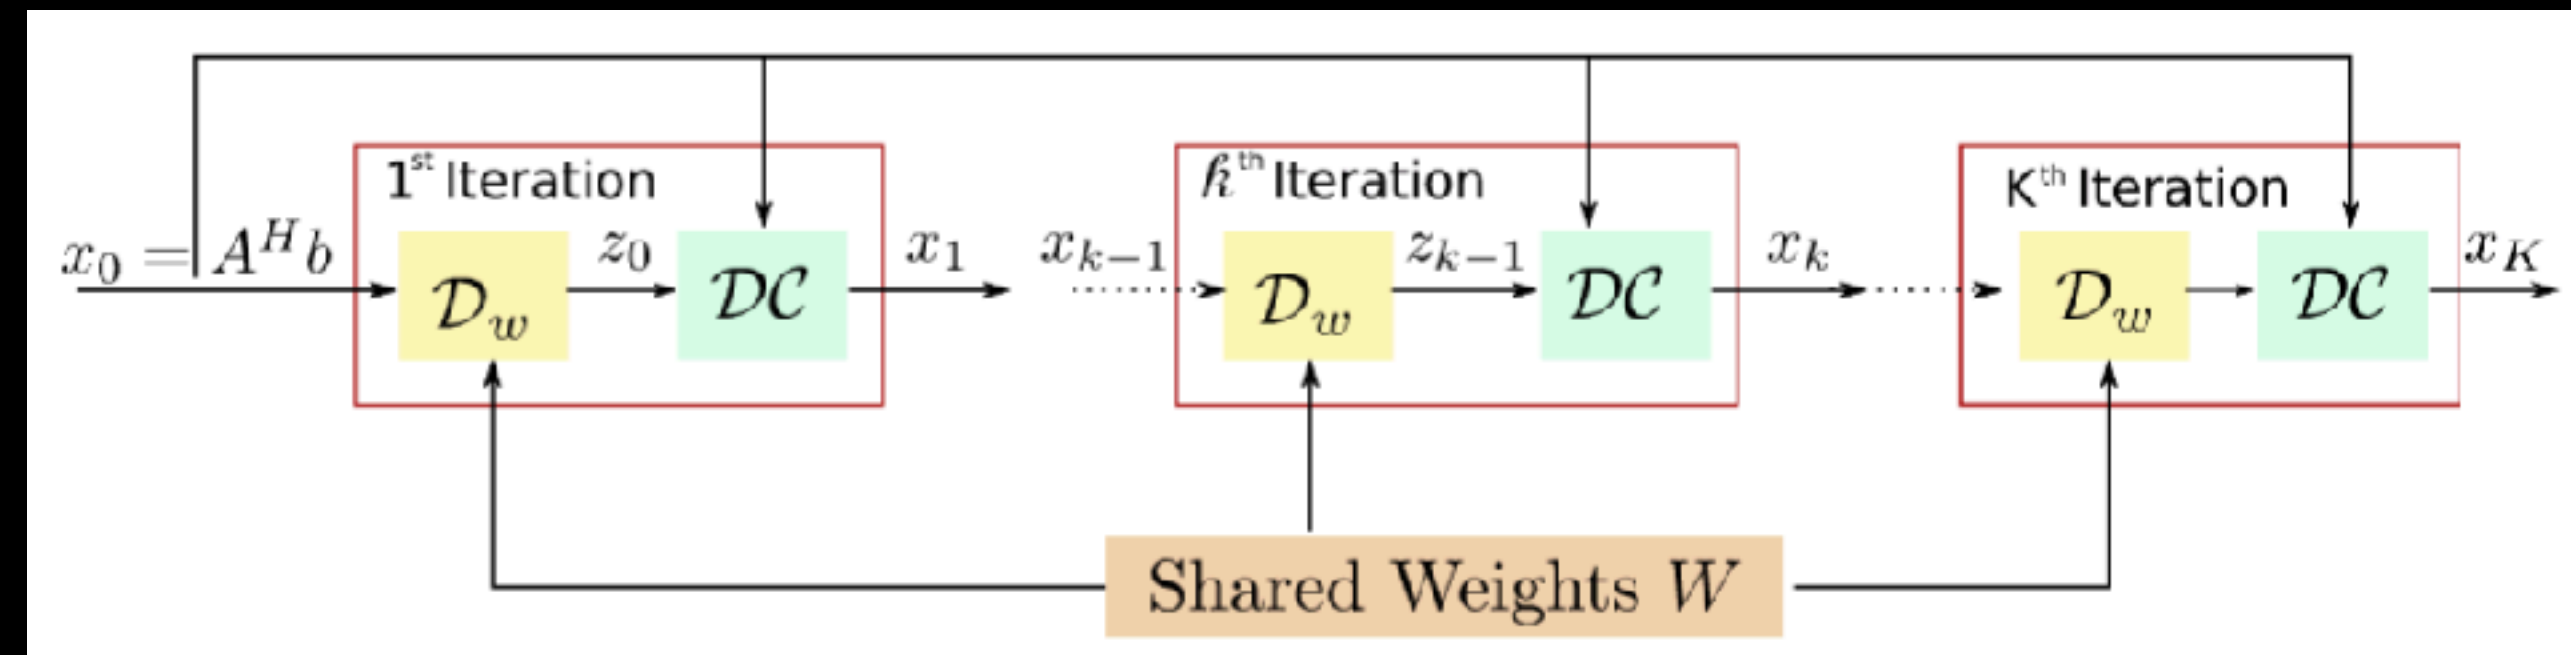 1st Iteration
kth Iteration
Kth Iteration
x₀ = Aᴴb
𝒟w
z₀
𝒟𝒞
x₁
xₖ₋₁
𝒟w
zₖ₋₁
𝒟𝒞
xₖ
𝒟w
𝒟𝒞
x_K
Shared Weights W